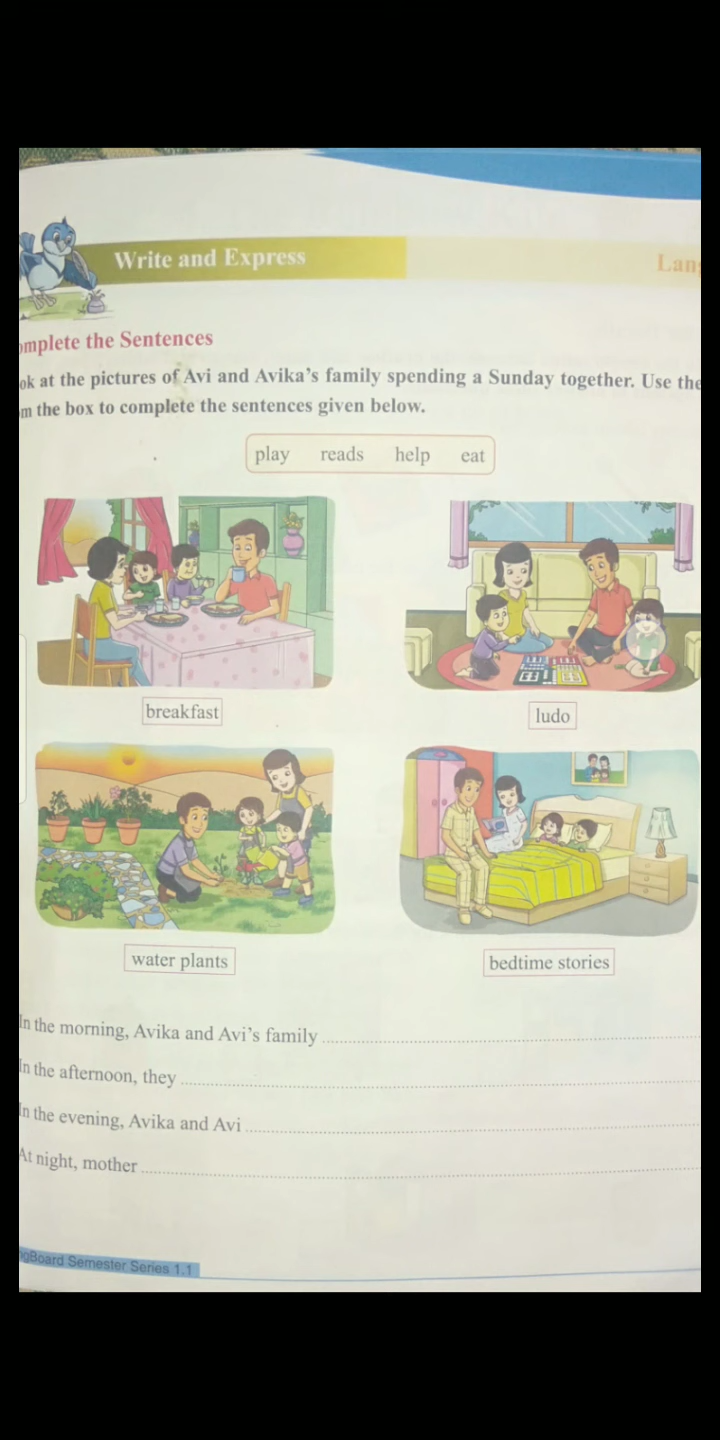 Write and Express
Lang
omplete the Sentences
ok at the pictures of Avi and Avika's family spending a Sunday together. Use the
m the box to complete the sentences given below.
play reads help eat
breakfast
ludo
water plants
bedtime stories
In the morning, Avika and Avi's family
In the afternoon, they
In the evening, Avika and Avi
At night, mother
gBoard Semester Series 1.1